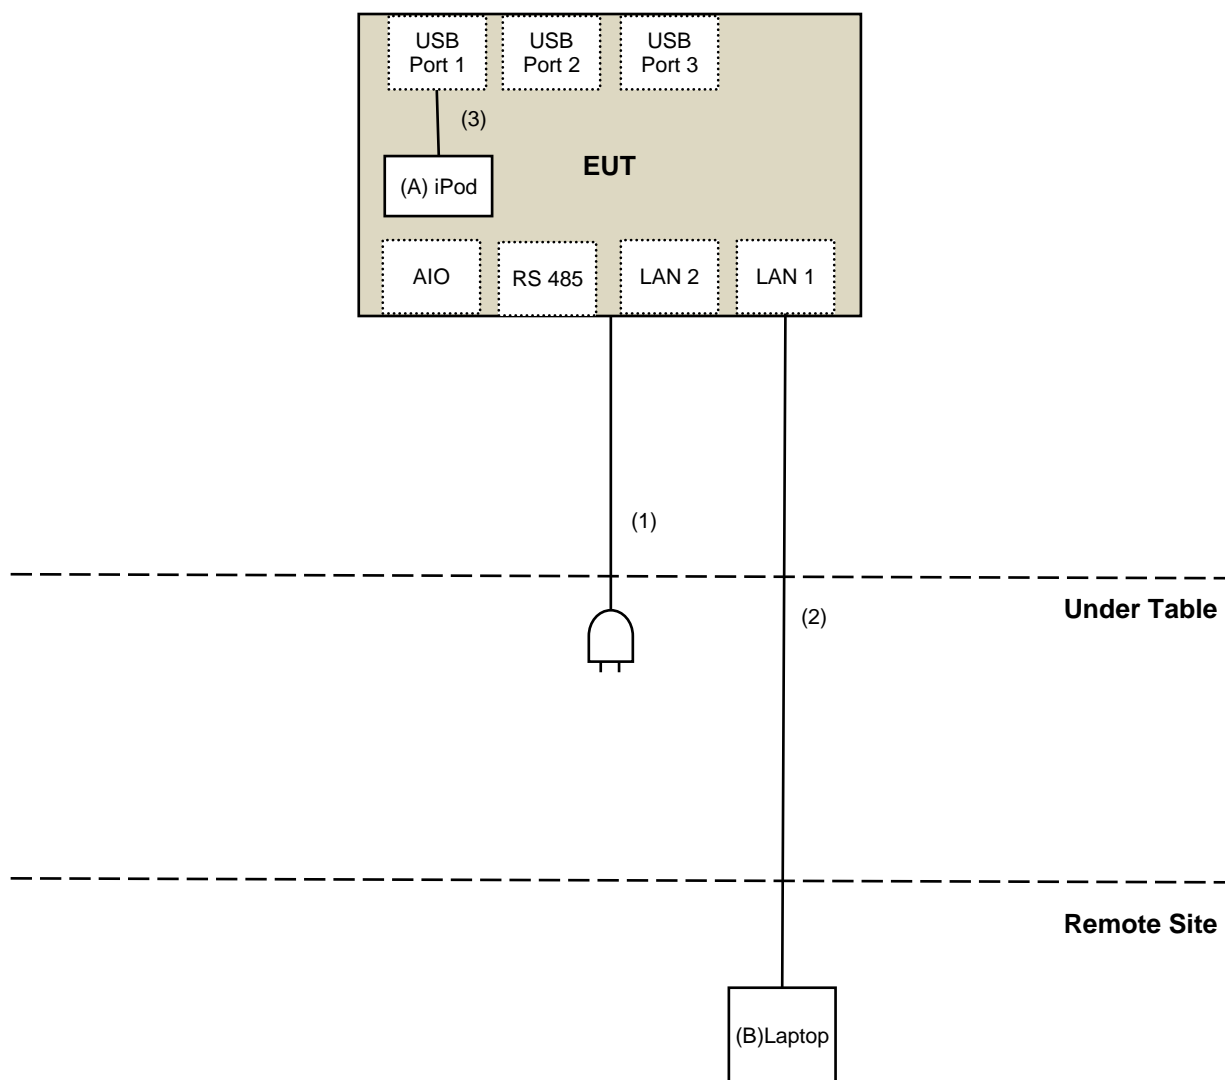 USB
Port 1
USB
Port 2
USB
Port 3
(3)
EUT
(A) iPod
AIO
RS 485
LAN 2
LAN 1
(1)
Under Table
(2)
Remote Site
(B)Laptop